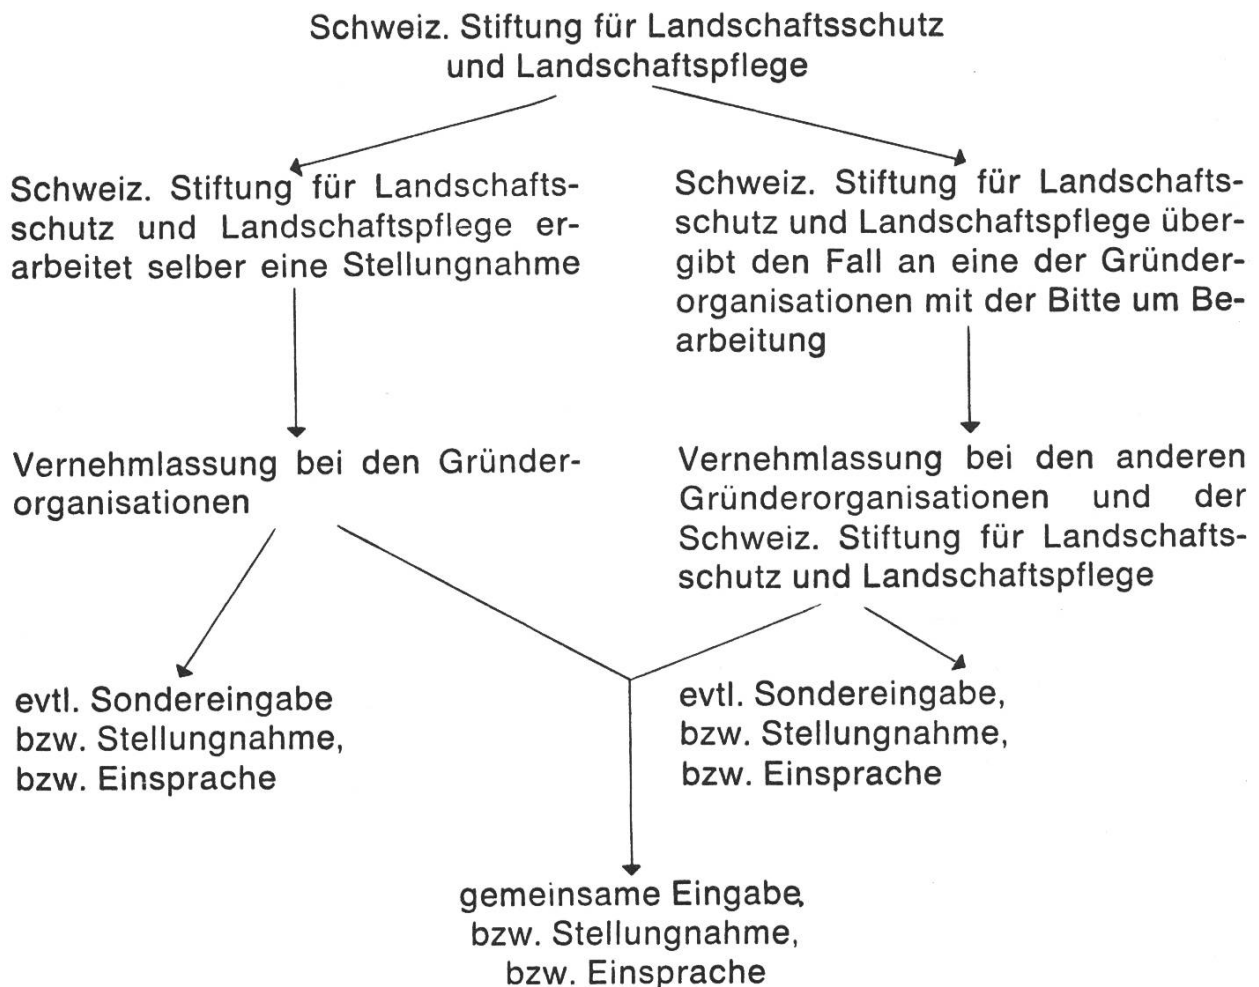 Schweiz. Stiftung für Landschaftsschutz
und Landschaftspflege
Schweiz. Stiftung für Landschafts-
schutz und Landschaftspflege er-
arbeitet selber eine Stellungnahme
Schweiz. Stiftung für Landschafts-
schutz und Landschaftspflege über-
gibt den Fall an eine der Gründer-
organisationen mit der Bitte um Be-
arbeitung
Vernehmlassung bei den Gründer-
organisationen
Vernehmlassung bei den anderen
Gründerorganisationen und der
Schweiz. Stiftung für Landschafts-
schutz und Landschaftspflege
evtl. Sondereingabe
bzw. Stellungnahme,
bzw. Einsprache
evtl. Sondereingabe,
bzw. Stellungnahme,
bzw. Einsprache
gemeinsame Eingabe,
bzw. Stellungnahme,
bzw. Einsprache